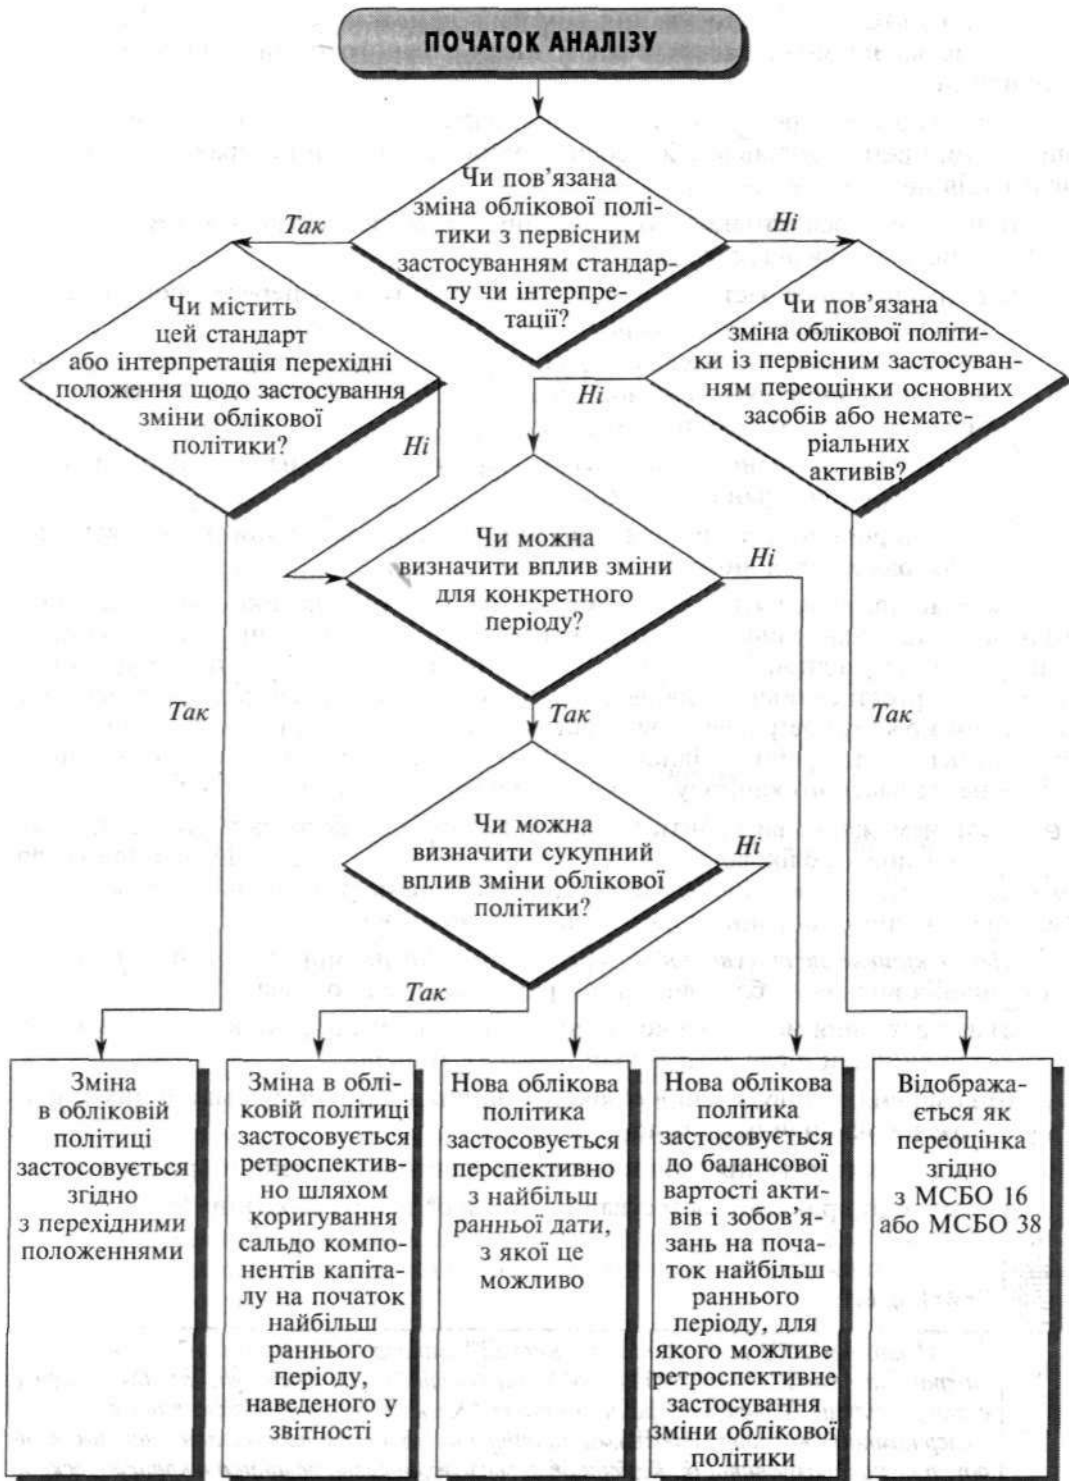 ПОЧАТОК АНАЛІЗУ
Чи пов'язана
зміна облікової полі-
тики з первісним
застосуванням стандар-
ту чи інтерпре-
тації?
Так
Ні
Чи містить
цей стандарт
або інтерпретація перехідні
положення щодо застосування
зміни облікової
політики?
Чи пов'язана
зміна облікової політи-
ки із первісним застосуван-
ням переоцінки основних
засобів або немате-
ріальних
активів?
Ні
Ні
Чи можна
визначити вплив зміни
для конкретного
періоду?
Ні
Так
Так
Так
Чи можна
визначити сукупний
вплив зміни облікової
політики?
Ні
Так
Зміна
в обліковій
політиці
застосовується
згідно
з перехідними
положеннями
Зміна в облі-
ковій політиці
застосовується
ретроспектив-
но шляхом
коригування
сальдо компо-
нентів капіта-
лу на початок
найбільш
раннього
періоду,
наведеного у
звітності
Нова облікова
політика
застосовується
перспективно
з найбільш
ранньої дати,
з якої це
можливо
Нова облікова
політика
застосовується
до балансової
вартості акти-
вів і зобов'я-
зань на поча-
ток найбільш
раннього
періоду, для
якого можливе
ретроспективне
застосування
зміни облікової
політики
Відобража-
ється як
переоцінка
згідно
з МСБО 16
або МСБО 38